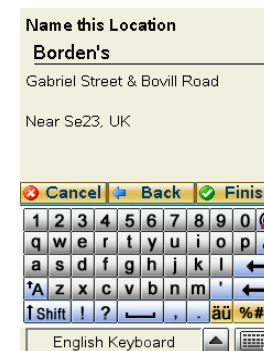 Name this Location
Borden's
Gabriel Street & Bovill Road
Near Se23, UK
Cancel Back Finis
1 2 3 4 5 6 7 8 9 0
q w e r t y u i o p
a s d f g h j k l
A z x c v b n m '
Shift ! ? , . äü %#
English Keyboard